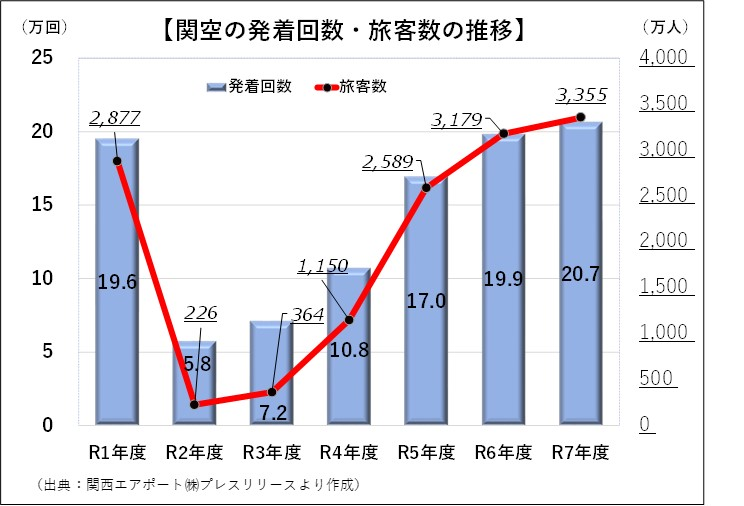 【関空の発着回数・旅客数の推移】
（万回）
（万人）
発着回数
旅客数
25
20
15
10
5
0
4,000
3,500
3,000
2,500
2,000
1,500
1,000
500
0
2,877
226
364
1,150
2,589
3,179
3,355
19.6
5.8
7.2
10.8
17.0
19.9
20.7
R1年度
R2年度
R3年度
R4年度
R5年度
R6年度
R7年度
（出典：関西エアポート㈱プレスリリースより作成）